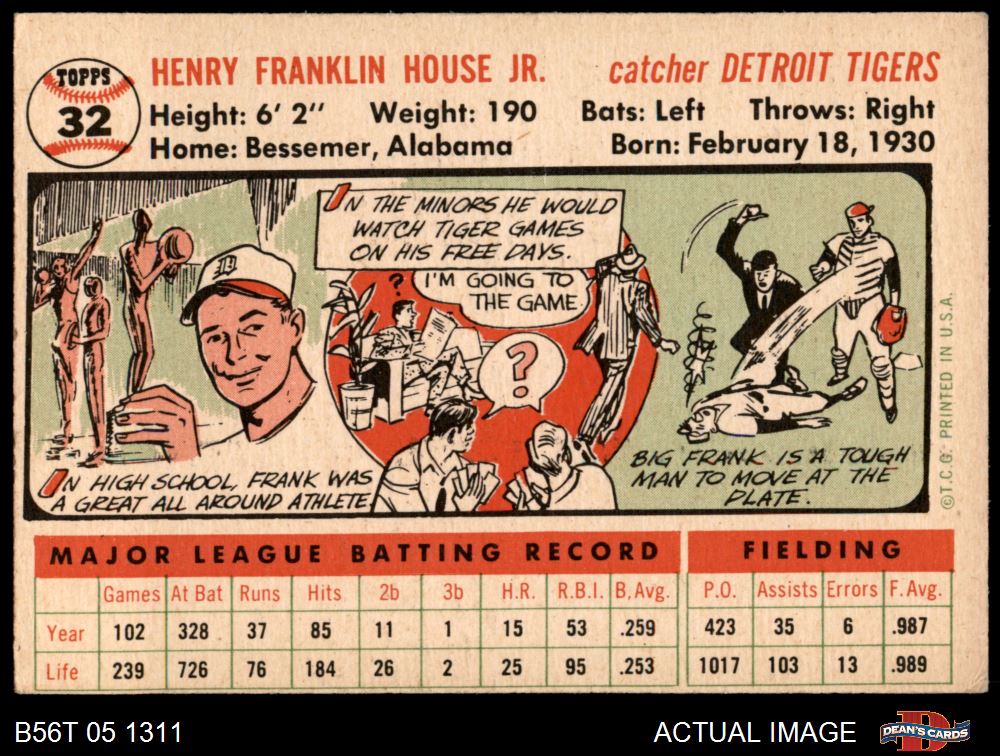 TOPPS
32
HENRY FRANKLIN HOUSE JR. catcher DETROIT TIGERS
Height: 6' 2" Weight: 190 Bats: Left Throws: Right
Home: Bessemer, Alabama Born: February 18, 1930
D
IN HIGH SCHOOL, FRANK WAS
A GREAT ALL AROUND ATHLETE
IN THE MINORS HE WOULD
WATCH TIGER GAMES
ON HIS FREE DAYS.
I'M GOING TO
THE GAME
?
?
BIG FRANK IS A TOUGH
MAN TO MOVE AT THE
PLATE.
©T.C.G. PRINTED IN U.S.A.
MAJOR LEAGUE BATTING RECORD FIELDING
Games At Bat Runs Hits 2b 3b H.R. R.B.I. B. Avg. P.O. Assists Errors F. Avg.
Year 102 328 37 85 11 1 15 53 .259 423 35 6 .987
Life 239 726 76 184 26 2 25 95 .253 1017 103 13 .989
B56T 05 1311 ACTUAL IMAGE D DEAN'S CARDS